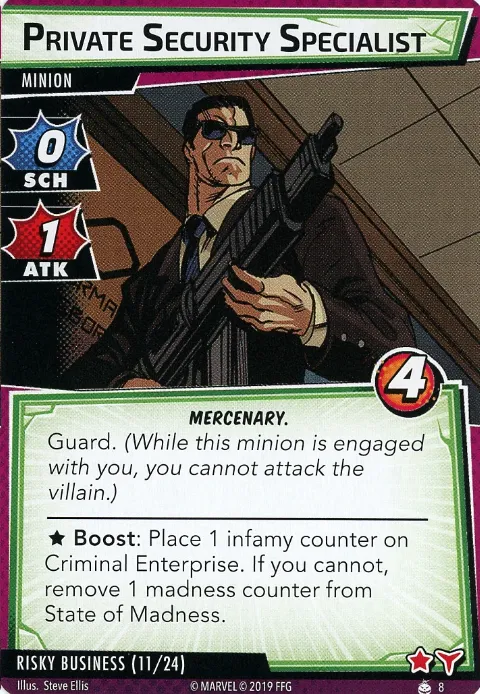 PRIVATE SECURITY SPECIALIST
MINION
0
SCH
1
ATK
4
MERCENARY.
Guard. (While this minion is engaged
with you, you cannot attack the
villain.)
★ Boost: Place 1 infamy counter on
Criminal Enterprise. If you cannot,
remove 1 madness counter from
State of Madness.
RISKY BUSINESS (11/24)
Illus. Steve Ellis
© MARVEL © 2019 FFG
8